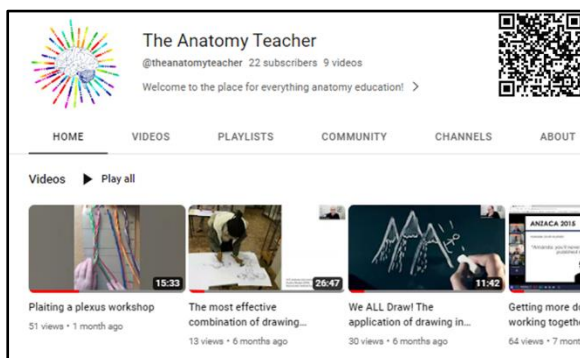 The Anatomy Teacher
@theanatomyteacher 22 subscribers 9 videos
Welcome to the place for everything anatomy education! >
HOME VIDEOS PLAYLISTS COMMUNITY CHANNELS ABOUT
Videos Play all
15:33
26:47
11:42
ANZACA 2015
Plaiting a plexus workshop
51 views • 1 month ago
The most effective
combination of drawing...
13 views • 6 months ago
We ALL Draw! The
application of drawing in...
30 views • 6 months ago
Getting more do
working togethe
64 views • 7 mont